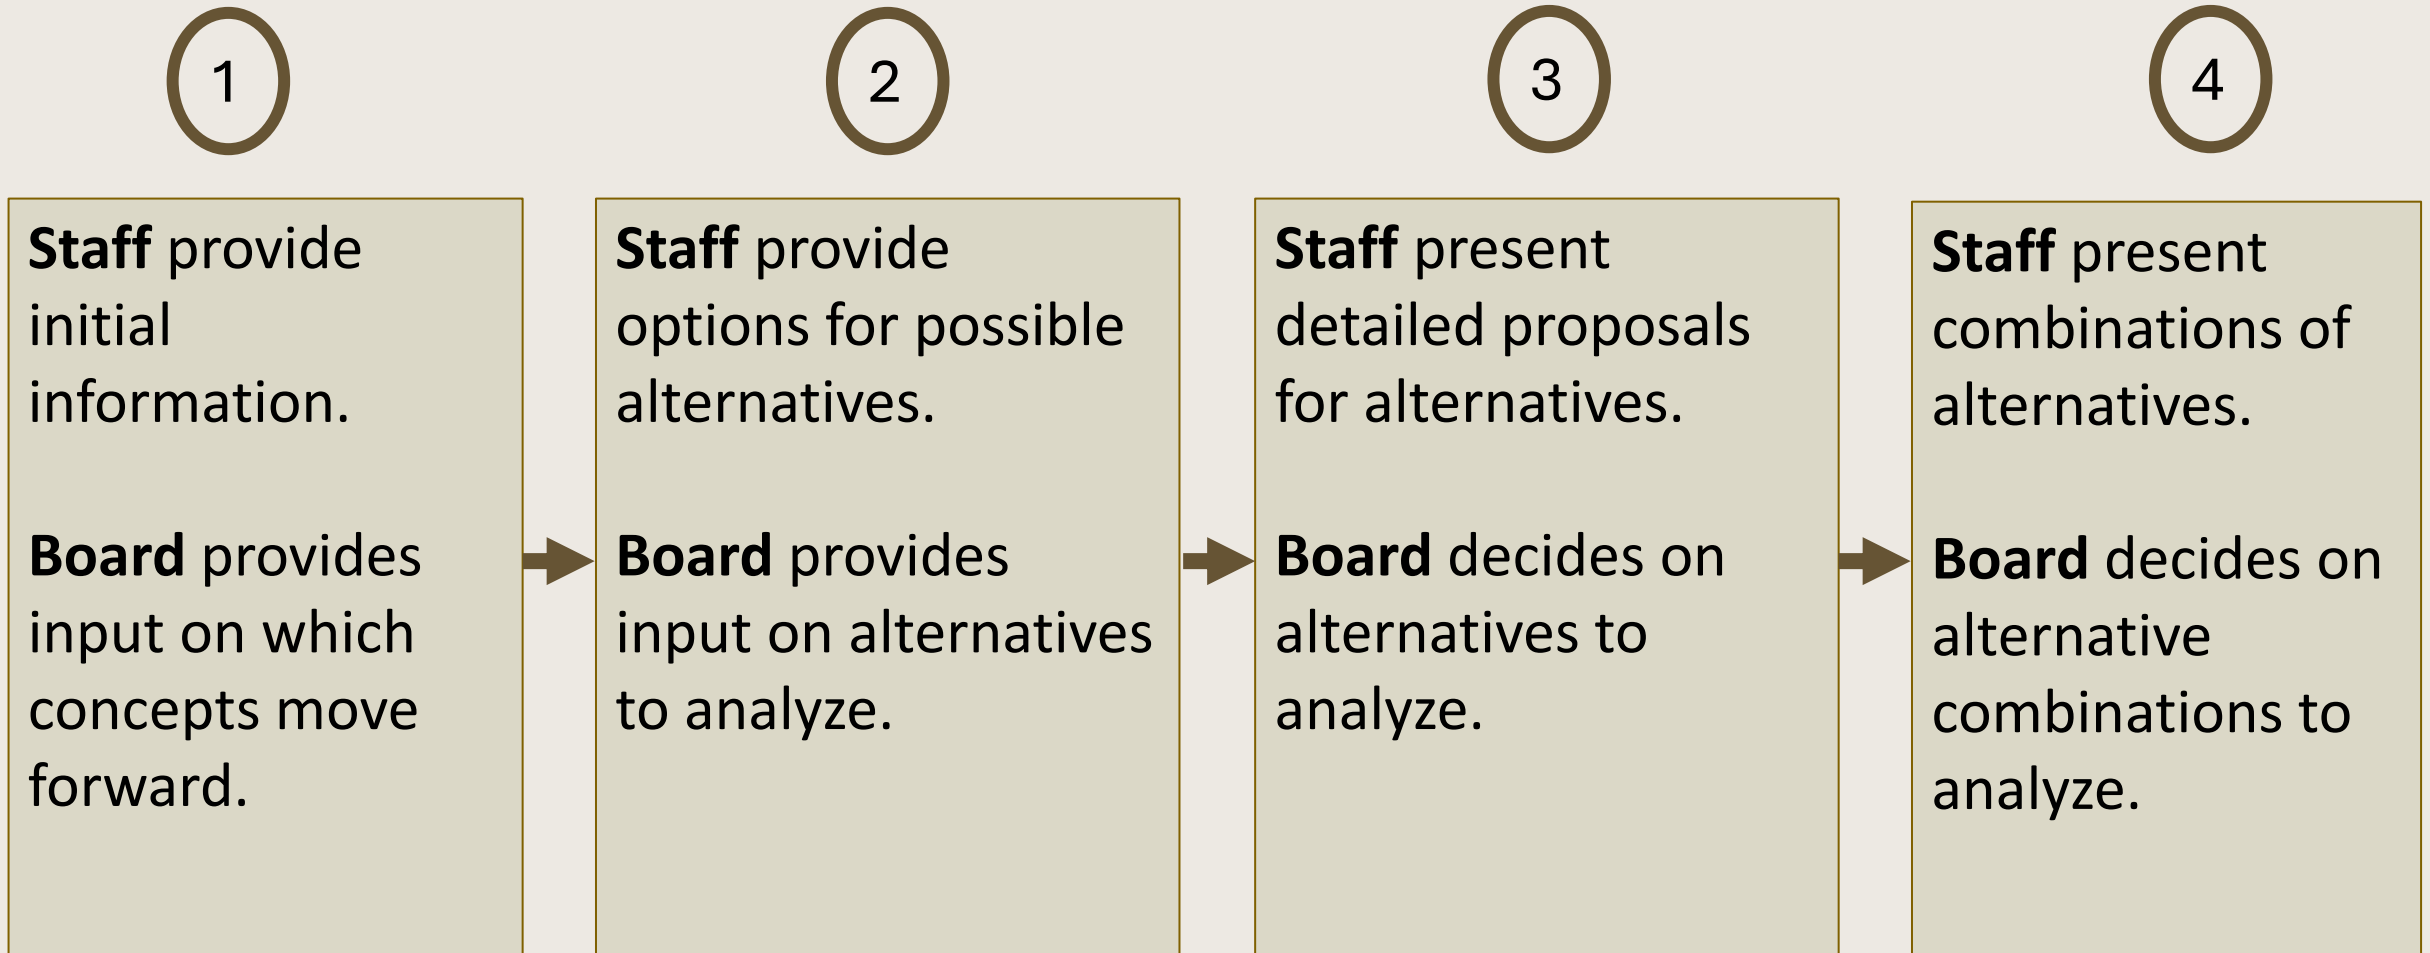 1
Staff provide
initial
information.
Board provides
input on which
concepts move
forward.
2
Staff provide
options for possible
alternatives.
Board provides
input on alternatives
to analyze.
3
Staff present
detailed proposals
for alternatives.
Board decides on
alternatives to
analyze.
4
Staff present
combinations of
alternatives.
Board decides on
alternative
combinations to
analyze.